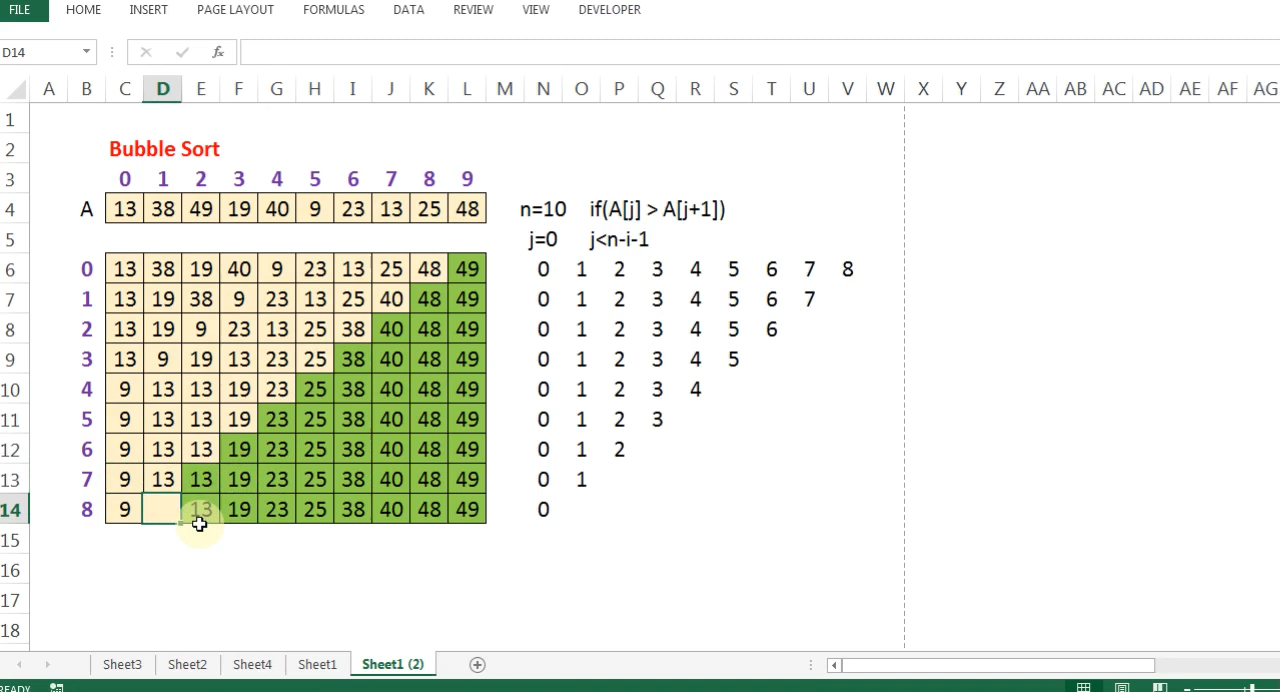 FILE HOME INSERT PAGE LAYOUT FORMULAS DATA REVIEW VIEW DEVELOPER
D14 fx
A B C D E F G H I J K L M N O P Q R S T U V W X Y Z AA AB AC AD AE AF AG
1
2 Bubble Sort
3 0 1 2 3 4 5 6 7 8 9
4 A 13 38 49 19 40 9 23 13 25 48 n=10 if(A[j] > A[j+1])
5 j=0 j<n-i-1
6 0 13 38 19 40 9 23 13 25 48 49 0 1 2 3 4 5 6 7 8
7 1 13 19 38 9 23 13 25 40 48 49 0 1 2 3 4 5 6 7
8 2 13 19 9 23 13 25 38 40 48 49 0 1 2 3 4 5 6
9 3 13 9 19 13 23 25 38 40 48 49 0 1 2 3 4 5
10 4 9 13 13 19 23 25 38 40 48 49 0 1 2 3 4
11 5 9 13 13 19 23 25 38 40 48 49 0 1 2 3
12 6 9 13 13 19 23 25 38 40 48 49 0 1 2
13 7 9 13 13 19 23 25 38 40 48 49 0 1
14 8 9 13 19 23 25 38 40 48 49 0
15
16
17
18
Sheet3 Sheet2 Sheet4 Sheet1 Sheet1 (2)
READY